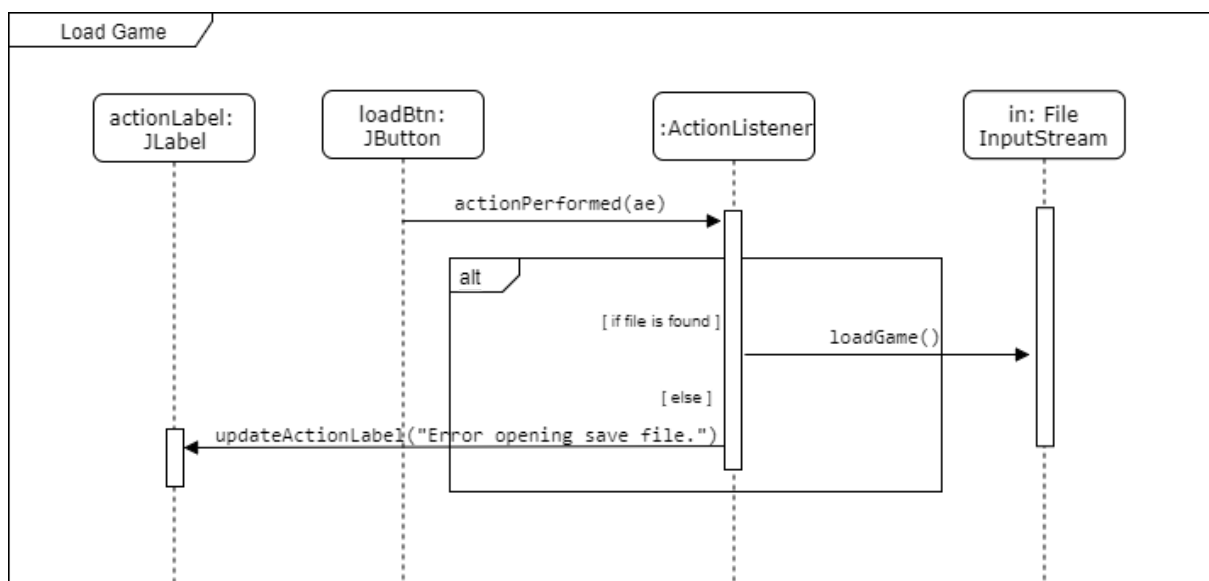 Load Game
actionLabel:
JLabel
loadBtn:
JButton
:ActionListener
in: File
InputStream
actionPerformed(ae)
alt
[ if file is found ]
loadGame()
[ else ]
updateActionLabel("Error opening save file.")